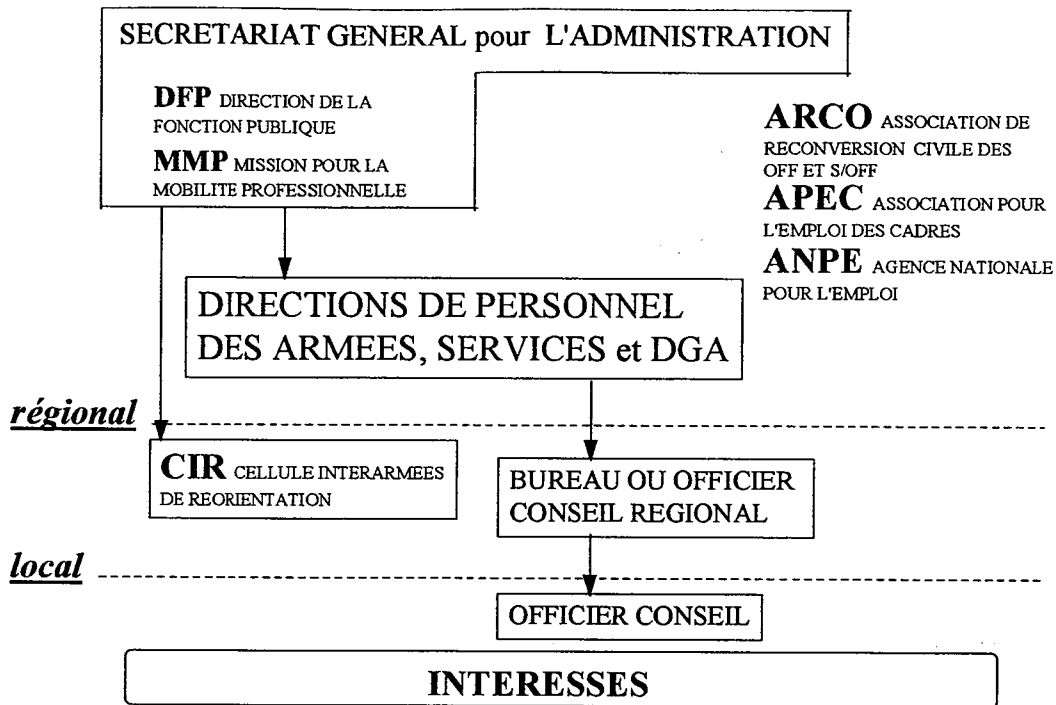 SECRETARIAT GENERAL pour L'ADMINISTRATION
DFP DIRECTION DE LA
FONCTION PUBLIQUE
MMP MISSION POUR LA
MOBILITE PROFESSIONNELLE
ARCO ASSOCIATION DE
RECONVERSION CIVILE DES
OFF ET S/OFF
APEC ASSOCIATION POUR
L'EMPLOI DES CADRES
ANPE AGENCE NATIONALE
POUR L'EMPLOI
DIRECTIONS DE PERSONNEL
DES ARMEES, SERVICES et DGA
régional
CIR CELLULE INTERARMEES
DE REORIENTATION
BUREAU OU OFFICIER
CONSEIL REGIONAL
local
OFFICIER CONSEIL
INTERESSES